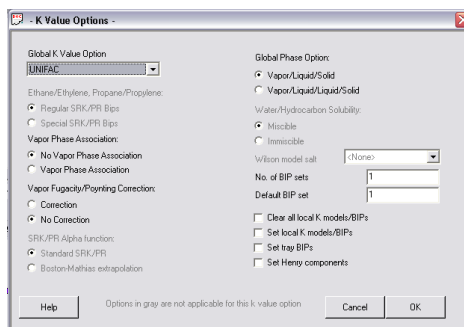 - K Value Options -
Global K Value Option
UNIFAC
Ethane/Ethylene, Propane/Propylene:
Regular SRK/PR Bips
Special SRK/PR Bips
Vapor Phase Association:
No Vapor Phase Association
Vapor Phase Association
Vapor Fugacity/Poynting Correction:
Correction
No Correction
SRK/PR Alpha function:
Standard SRK/PR
Boston-Mathias extrapolation
Global Phase Option:
Vapor/Liquid/Solid
Vapor/Liquid/Liquid/Solid
Water/Hydrocarbon Solubility:
Miscible
Immiscible
Wilson model salt <None>
No. of BIP sets 1
Default BIP set 1
Clear all local K models/BIPs
Set local K models/BIPs
Set tray BIPs
Set Henry components
Help
Options in gray are not applicable for this k value option
Cancel
OK